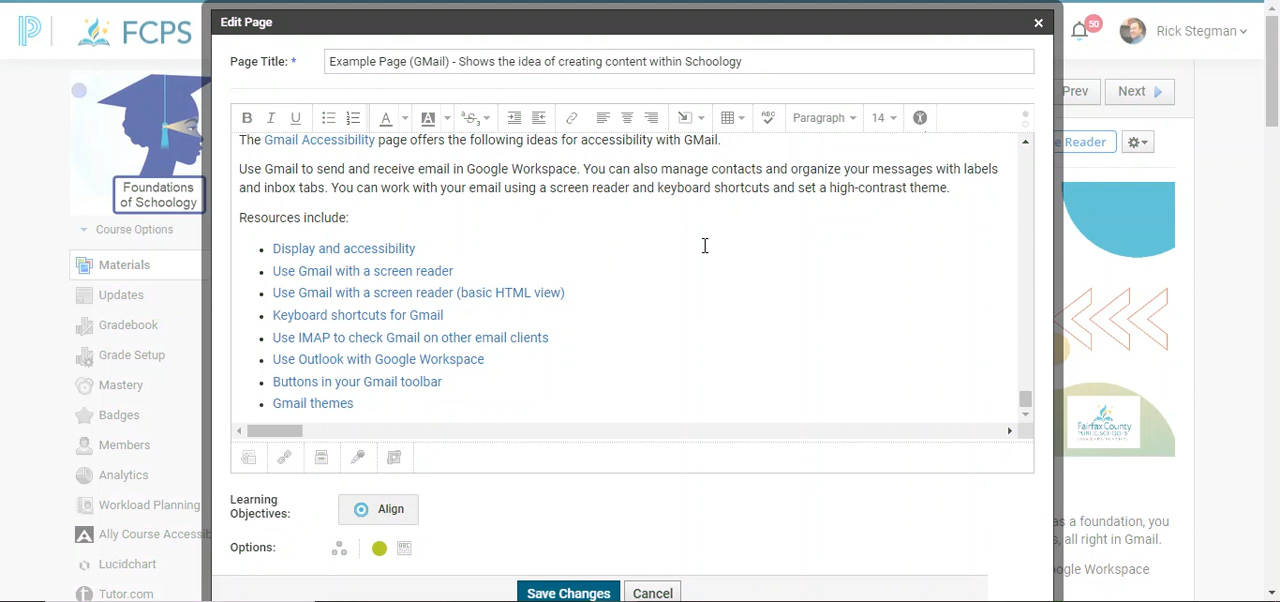 Edit Page
FCPS
50
Rick Stegman
Page Title: *
Example Page (GMail) - Shows the idea of creating content within Schoology
Prev
Next
B I U
A
A
ABC
Paragraph
14
e Reader
The Gmail Accessibility page offers the following ideas for accessibility with GMail.
Use Gmail to send and receive email in Google Workspace. You can also manage contacts and organize your messages with labels
and inbox tabs. You can work with your email using a screen reader and keyboard shortcuts and set a high-contrast theme.
Resources include:
Display and accessibility
Use Gmail with a screen reader
Use Gmail with a screen reader (basic HTML view)
Keyboard shortcuts for Gmail
Use IMAP to check Gmail on other email clients
Use Outlook with Google Workspace
Buttons in your Gmail toolbar
Gmail themes
Foundations
of Schoology
Course Options
Materials
Updates
Gradebook
Grade Setup
Mastery
Badges
Members
Analytics
Workload Planning
Ally Course Accessib
Lucidchart
Tutor.com
Learning
Objectives:
Align
Options:
Save Changes
Cancel
Fairfax County
PUBLIC SCHOOLS
as a foundation, you
s, all right in Gmail.
ogle Workspace